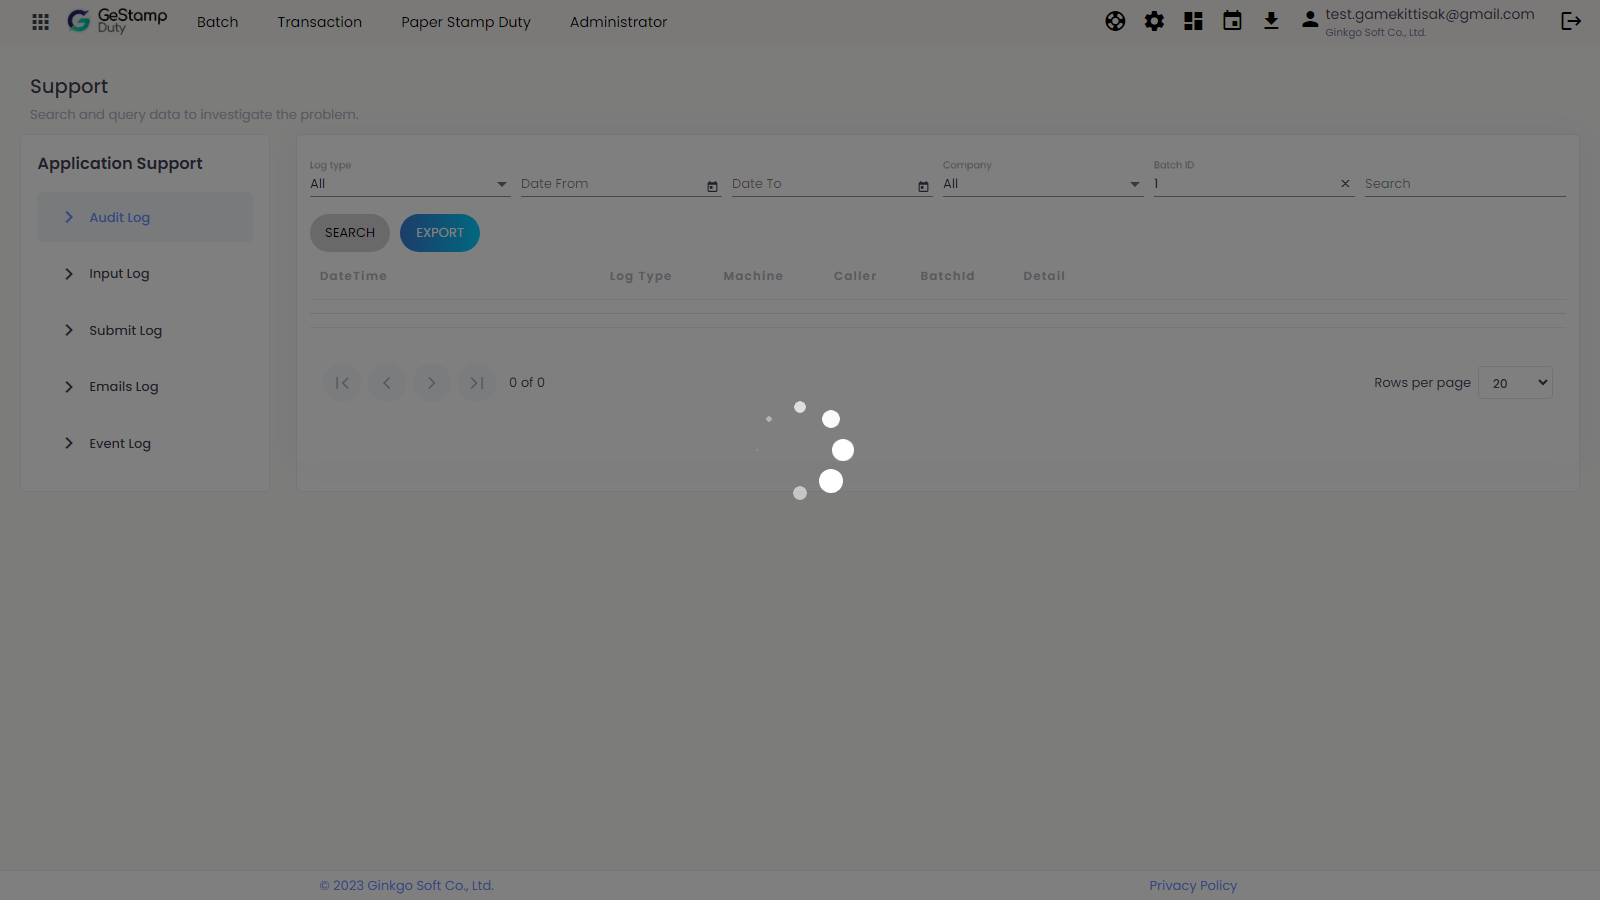 GeStamp
Duty
Batch
Transaction
Paper Stamp Duty
Administrator
test.gamekittisak@gmail.com
Ginkgo Soft Co., Ltd.
Support
Search and query data to investigate the problem.
Application Support
Audit Log
Input Log
Submit Log
Emails Log
Event Log
Log type
All
Date From
Date To
Company
All
Batch ID
1
Search
SEARCH
EXPORT
DateTime
Log Type
Machine
Caller
BatchId
Detail
0 of 0
Rows per page
20
© 2023 Ginkgo Soft Co., Ltd.
Privacy Policy